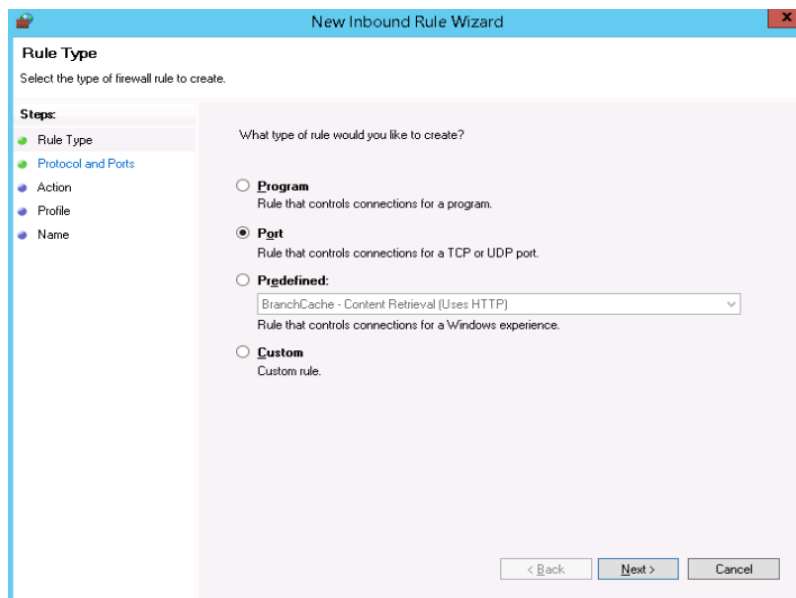 New Inbound Rule Wizard
x
Rule Type
Select the type of firewall rule to create.
Steps:
Rule Type
Protocol and Ports
Action
Profile
Name
What type of rule would you like to create?
Program
Rule that controls connections for a program.
Port
Rule that controls connections for a TCP or UDP port.
Predefined:
BranchCache - Content Retrieval (Uses HTTP)
Rule that controls connections for a Windows experience.
Custom
Custom rule.
< Back Next > Cancel